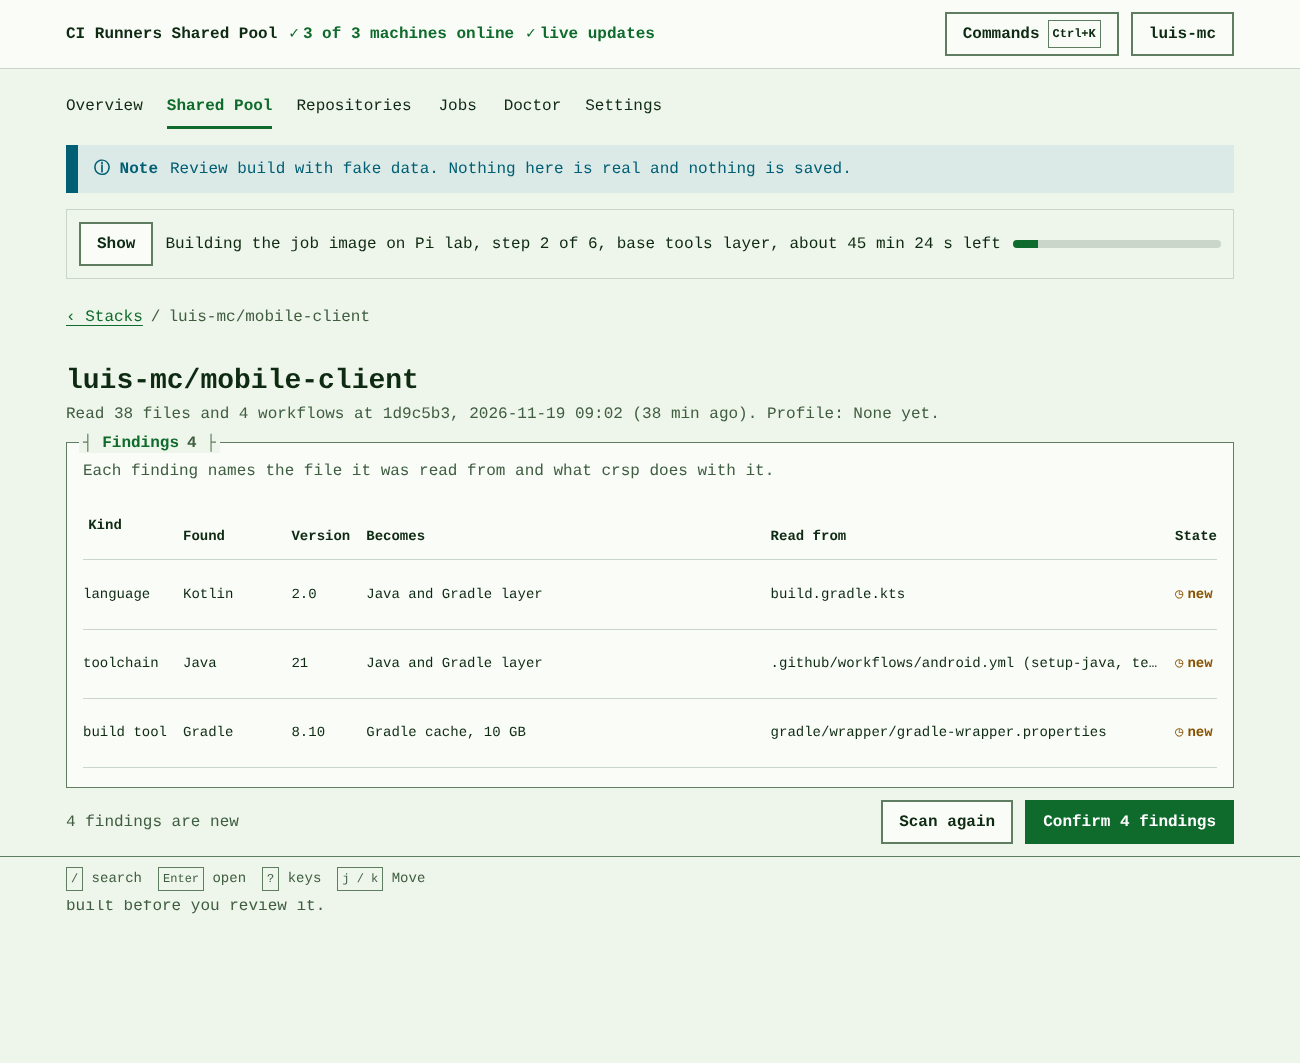 CI Runners Shared Pool ✓ 3 of 3 machines online ✓ live updates Commands Ctrl+K luis-mc
Overview Shared Pool Repositories Jobs Doctor Settings
ⓘ Note Review build with fake data. Nothing here is real and nothing is saved.
Show Building the job image on Pi lab, step 2 of 6, base tools layer, about 45 min 24 s left
‹ Stacks / luis-mc/mobile-client
luis-mc/mobile-client
Read 38 files and 4 workflows at 1d9c5b3, 2026-11-19 09:02 (38 min ago). Profile: None yet.
Findings 4
Each finding names the file it was read from and what crsp does with it.
Kind Found Version Becomes Read from State
language Kotlin 2.0 Java and Gradle layer build.gradle.kts ◷ new
toolchain Java 21 Java and Gradle layer .github/workflows/android.yml (setup-java, te… ◷ new
build tool Gradle 8.10 Gradle cache, 10 GB gradle/wrapper/gradle-wrapper.properties ◷ new
4 findings are new Scan again Confirm 4 findings
/ search Enter open ? keys j / k Move
built before you review it.